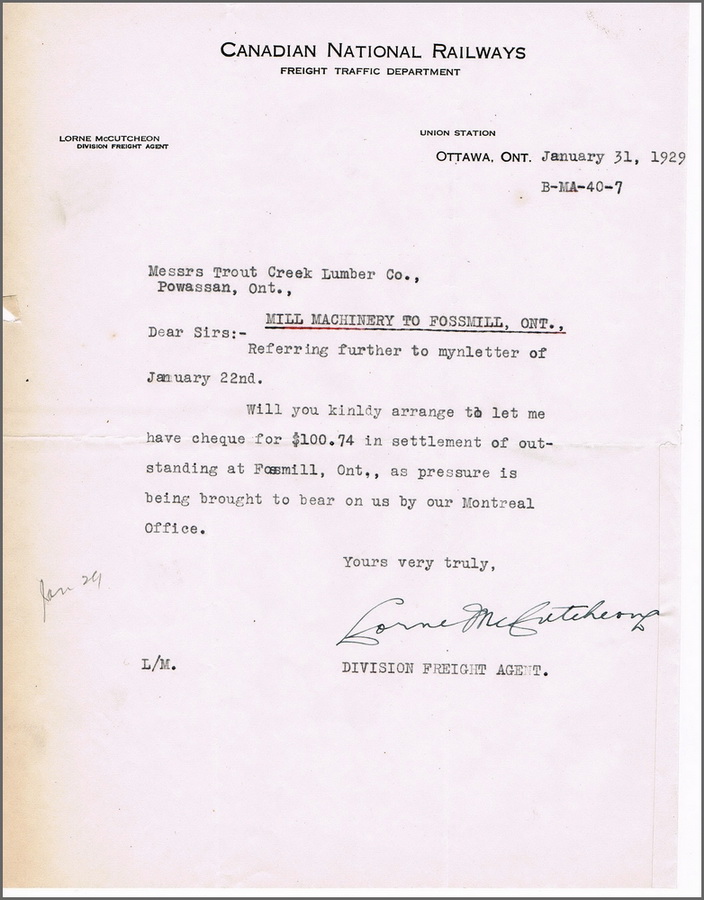 CANADIAN NATIONAL RAILWAYS
FREIGHT TRAFFIC DEPARTMENT
LORNE McCUTCHEON
DIVISION FREIGHT AGENT
UNION STATION
OTTAWA, ONT. January 31, 1929
B-MA-40-7
Messrs Trout Creek Lumber Co.,
Powassan, Ont.,
MILL MACHINERY TO FOSSMILL, ONT.,
Dear Sirs:-
Referring further to mynletter of
January 22nd.
Will you kinldy arrange to let me
have cheque for $100.74 in settlement of out-
standing at Fossmill, Ont,, as pressure is
being brought to bear on us by our Montreal
Office.
Yours very truly,
Jan 29
Lorne McCutcheon
L/M.
DIVISION FREIGHT AGENT.